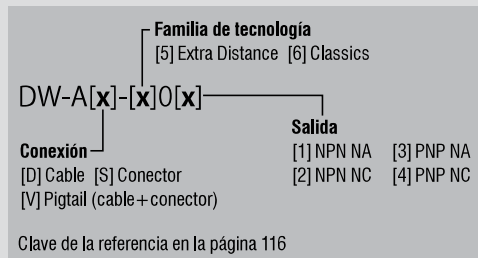 Familia de tecnología
[5] Extra Distance [6] Classics
DW-A[x]-[x]0[x]
Salida
[1] NPN NA [3] PNP NA
[2] NPN NC [4] PNP NC
Conexión
[D] Cable [S] Conector
[V] Pigtail (cable+conector)
Clave de la referencia en la página 116